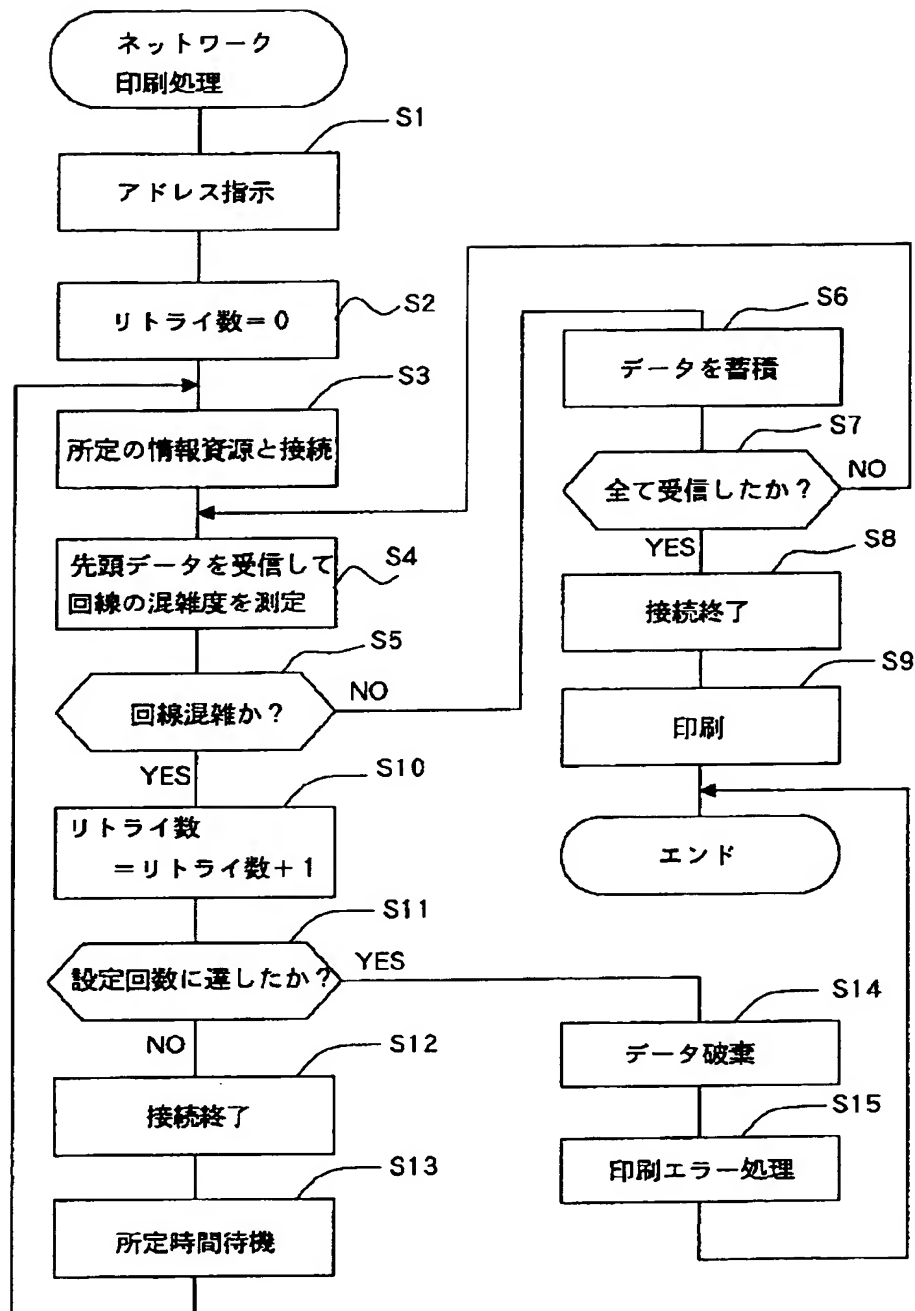 ネットワーク
印刷処理
S1
アドレス指示
リトライ数=0
S2
S3
所定の情報資源と接続
先頭データを受信して
回線の混雑度を測定
S4
S5
回線混雑か?
NO
YES
S10
リトライ数
=リトライ数+1
S11
設定回数に達したか?
YES
NO
S12
接続終了
S13
所定時間待機
S6
データを蓄積
S7
全て受信したか?
NO
YES
S8
接続終了
S9
印刷
エンド
S14
データ破棄
S15
印刷エラー処理